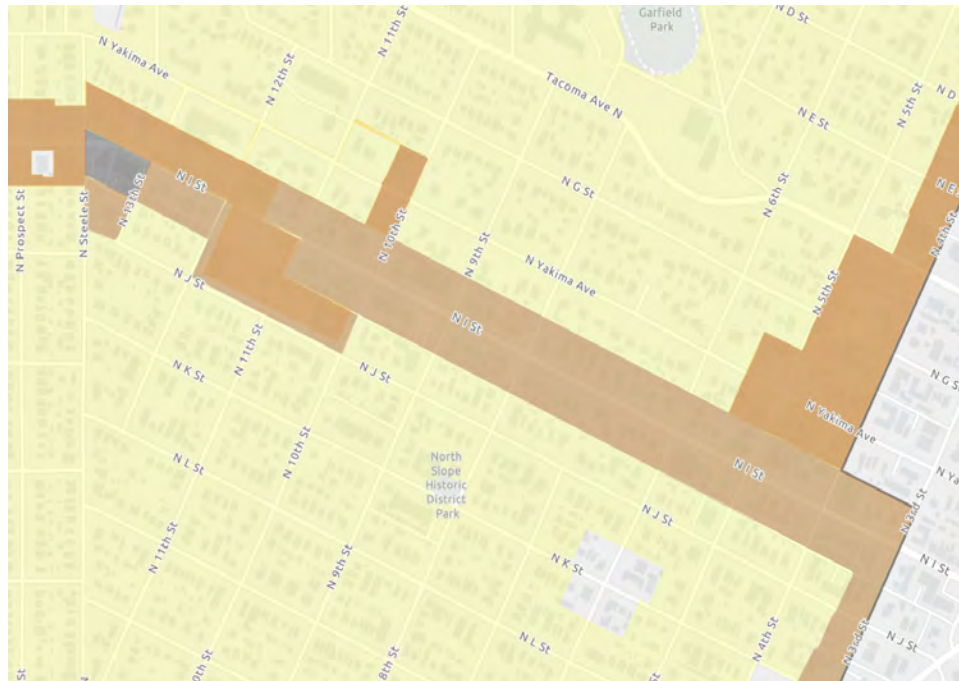 Garfield
Park
N D St
N 11th St
N Yakima Ave
N 12th St
Tacoma Ave N
N 5th St
N D
N E St
N I St
N 13th St
N G St
N 6th St
N E
N 4th St
N Prospect St
N Steele St
N 10th St
N 9th St
N Yakima Ave
N 5th St
N J St
N I St
N 11th St
N J St
N K St
N G St
N Yakima Ave
North
Slope
Historic
District
Park
N 10th St
N L St
N I St
N Ya
N 3rd St
N J St
N 11th St
N 9th St
N K St
N I St
N L St
N 4th St
N 3rd St
N J St
St
N
0th St
8th St